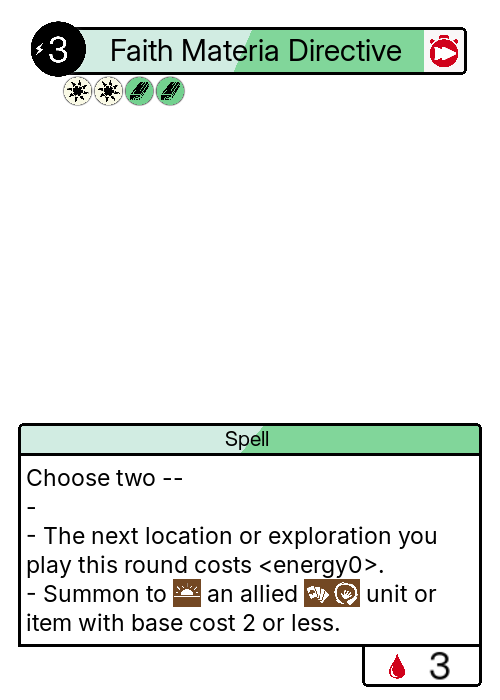 3 Faith Materia Directive
Spell
Choose two --
-
- The next location or exploration you
play this round costs <energy0>.
- Summon to an allied unit or
item with base cost 2 or less.
3